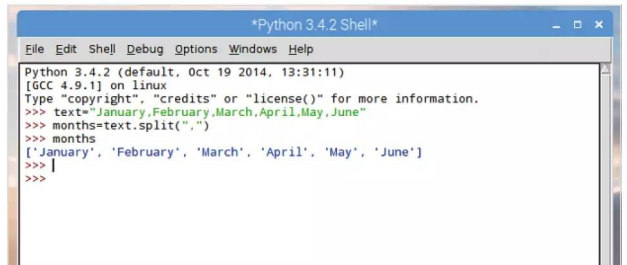 *Python 3.4.2 Shell*
File Edit Shell Debug Options Windows Help
Python 3.4.2 (default, Oct 19 2014, 13:31:11)
[GCC 4.9.1] on linux
Type "copyright", "credits" or "license()" for more information.
>>> text="January,February,March,April,May,June"
>>> months=text.split(",")
>>> months
['January', 'February', 'March', 'April', 'May', 'June']
>>>
>>>